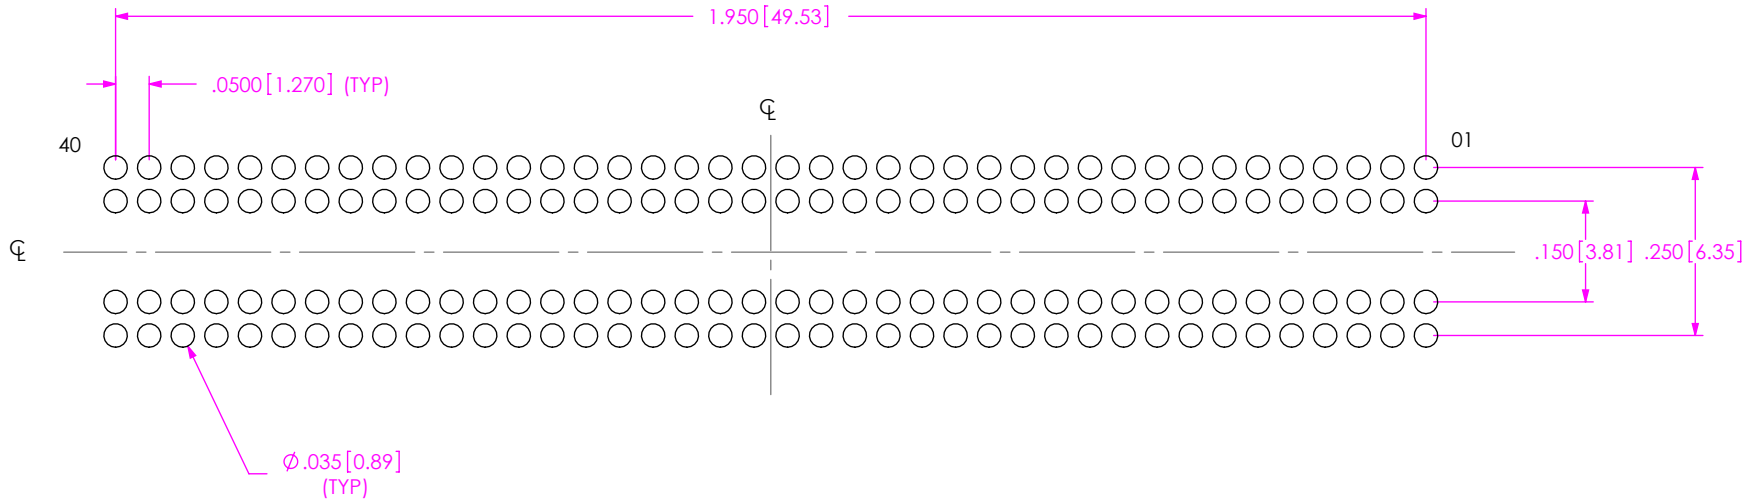 1.950[49.53]
.0500[1.270] (TYP)
℄
40
01
℄
.150[3.81] .250[6.35]
Ø.035[0.89]
(TYP)